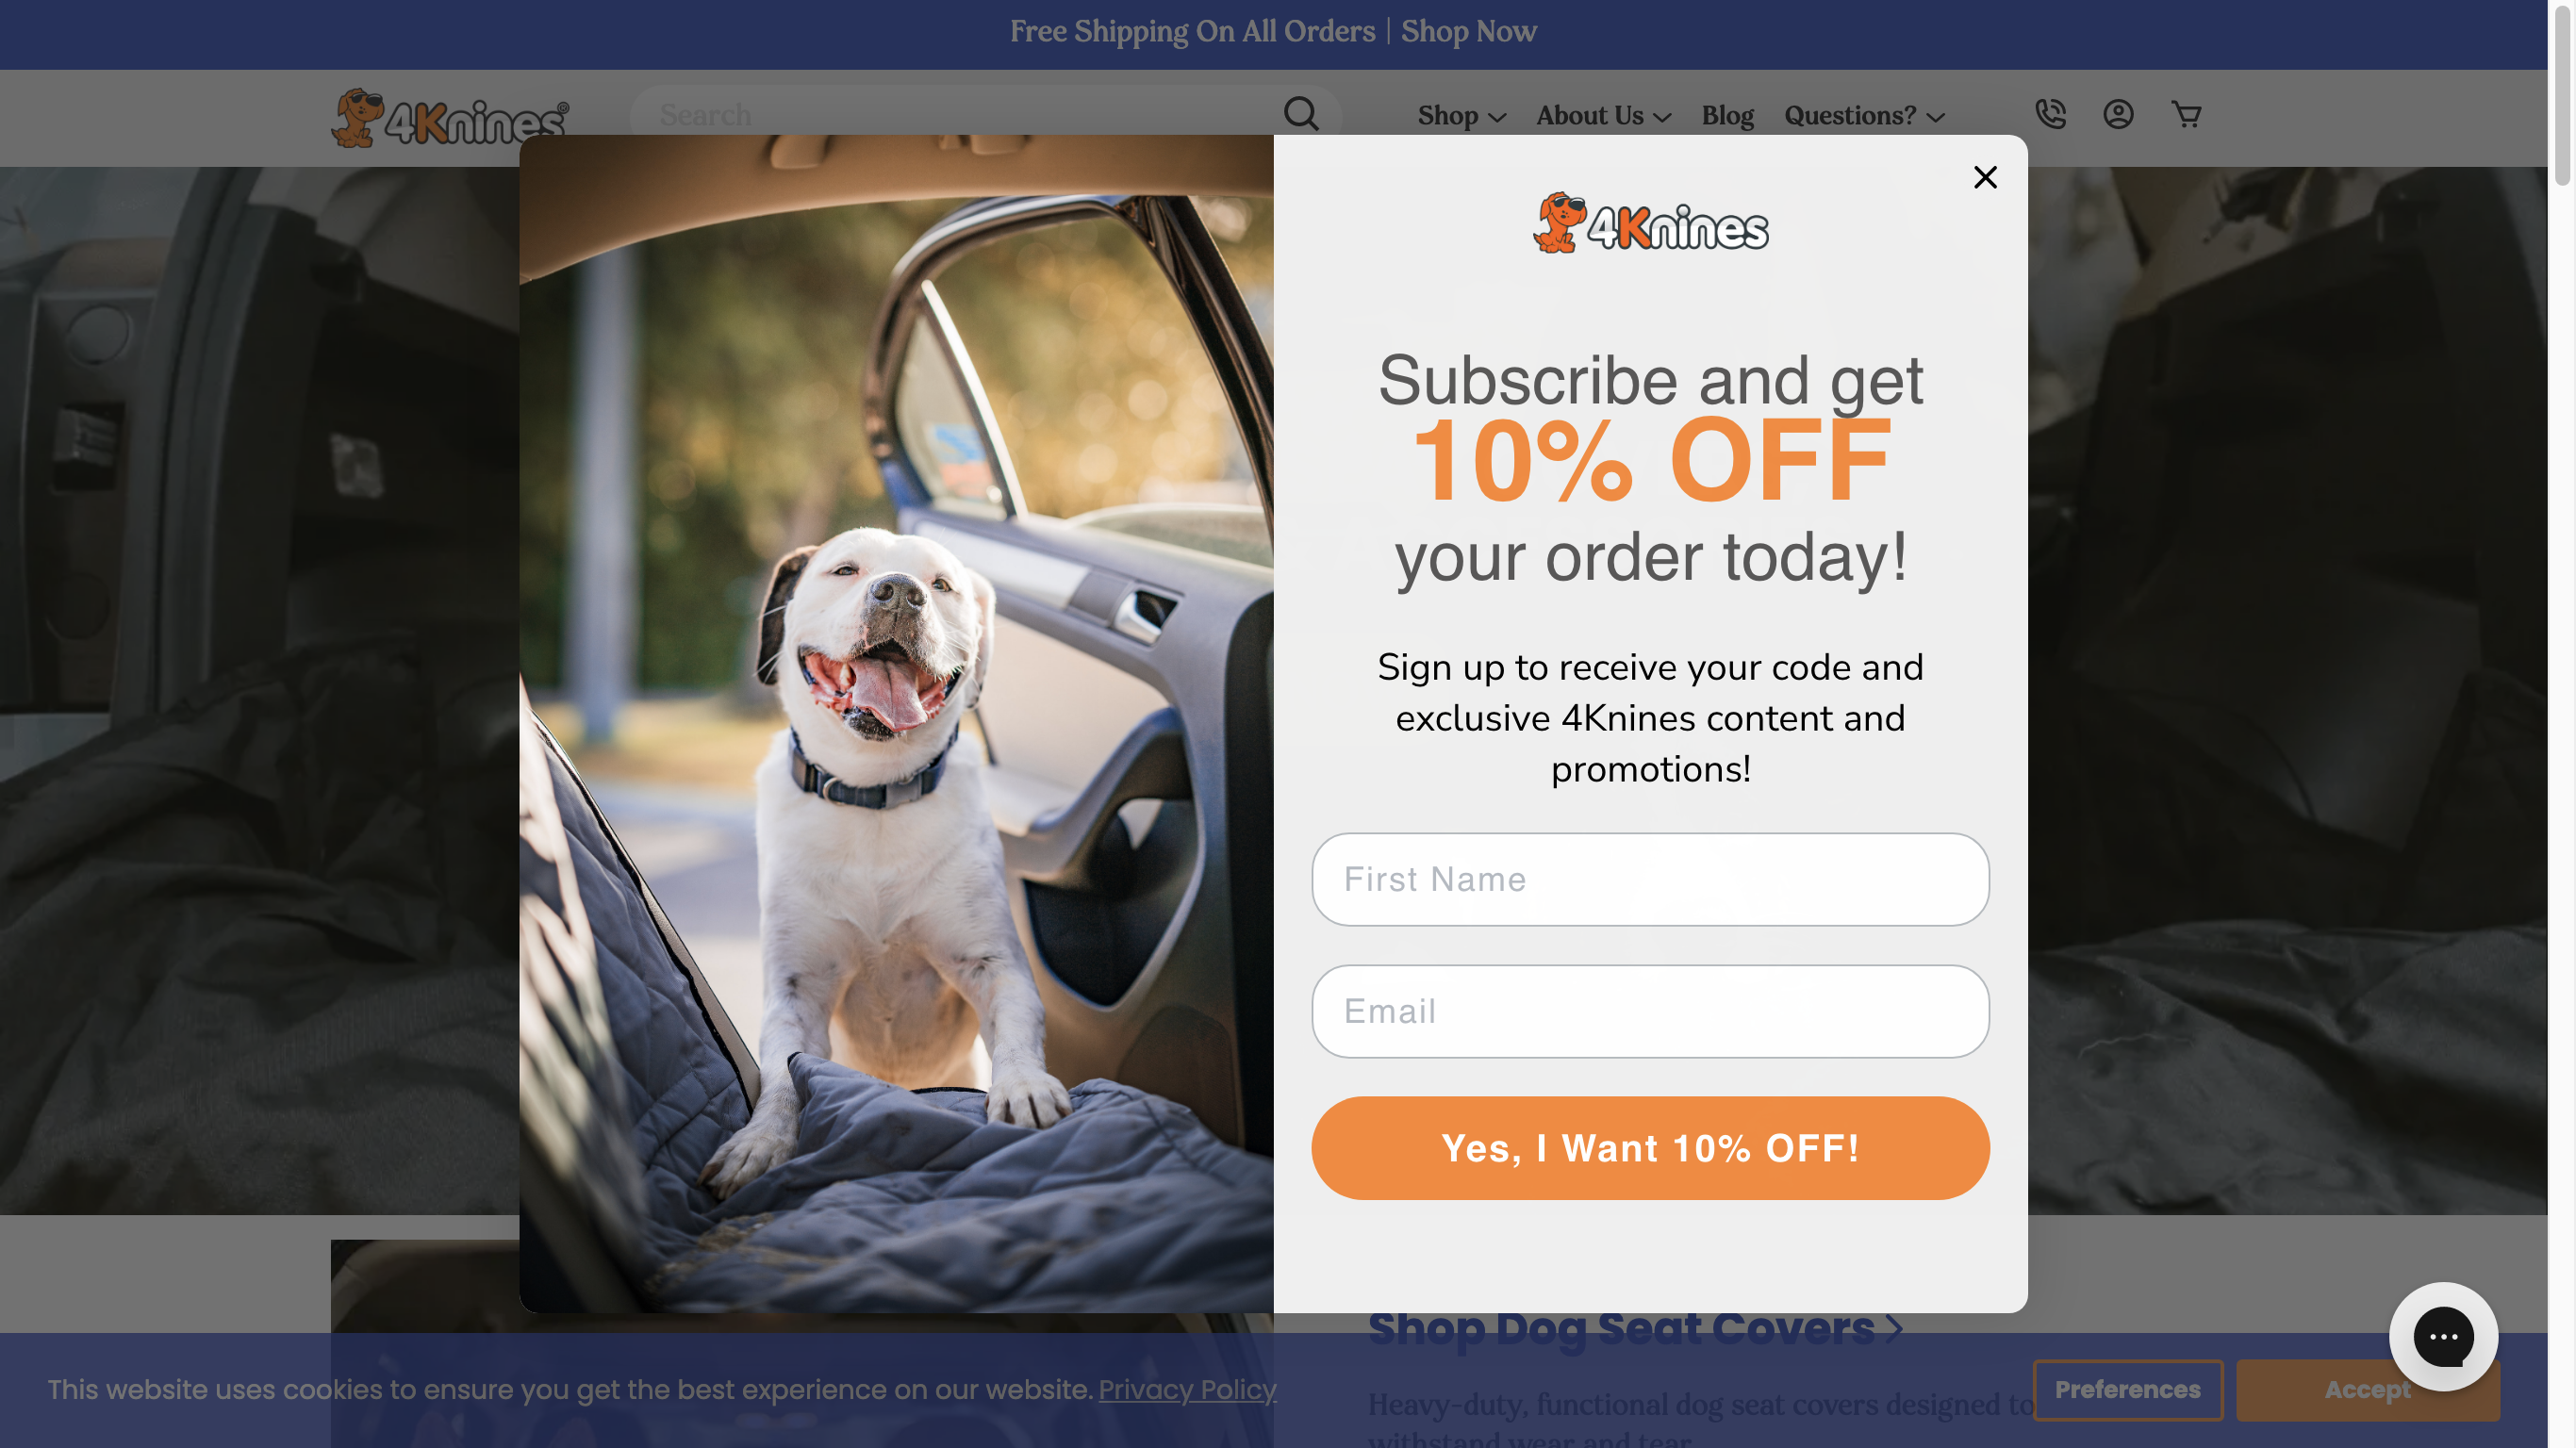 Free Shipping On All Orders | Shop Now
4Knines®
Search
Shop
About Us
Blog
Questions?
4Knines
Subscribe and get
10% OFF
your order today!
Sign up to receive your code and
exclusive 4Knines content and
promotions!
First Name
Email
Yes, I Want 10% OFF!
Shop Dog Seat Covers
Heavy-duty, functional dog seat covers designed to
withstand wear and tear
This website uses cookies to ensure you get the best experience on our website. Privacy Policy
Preferences
Accept